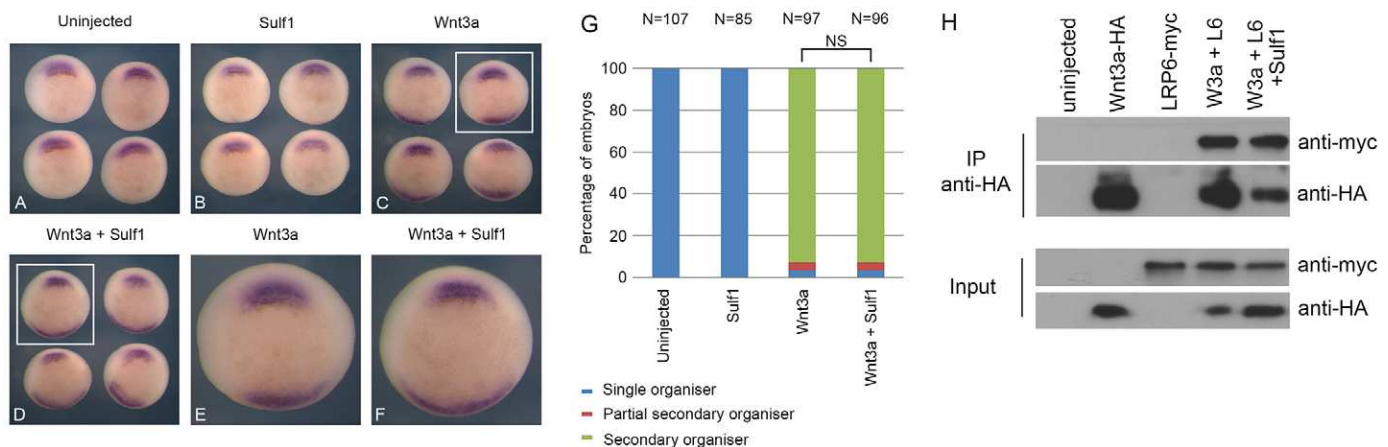 Uninjected
Sulf1
Wnt3a
A
B
C
Wnt3a + Sulf1
Wnt3a
Wnt3a + Sulf1
D
E
F
G
N=107
N=85
N=97
N=96
NS
Percentage of embryos
100
80
60
40
20
0
Uninjected
Sulf1
Wnt3a
Wnt3a + Sulf1
Single organiser
Partial secondary organiser
Secondary organiser
H
uninjected
Wnt3a-HA
LRP6-myc
W3a + L6
W3a + L6
+Sulf1
IP
anti-HA
anti-myc
anti-HA
Input
anti-myc
anti-HA